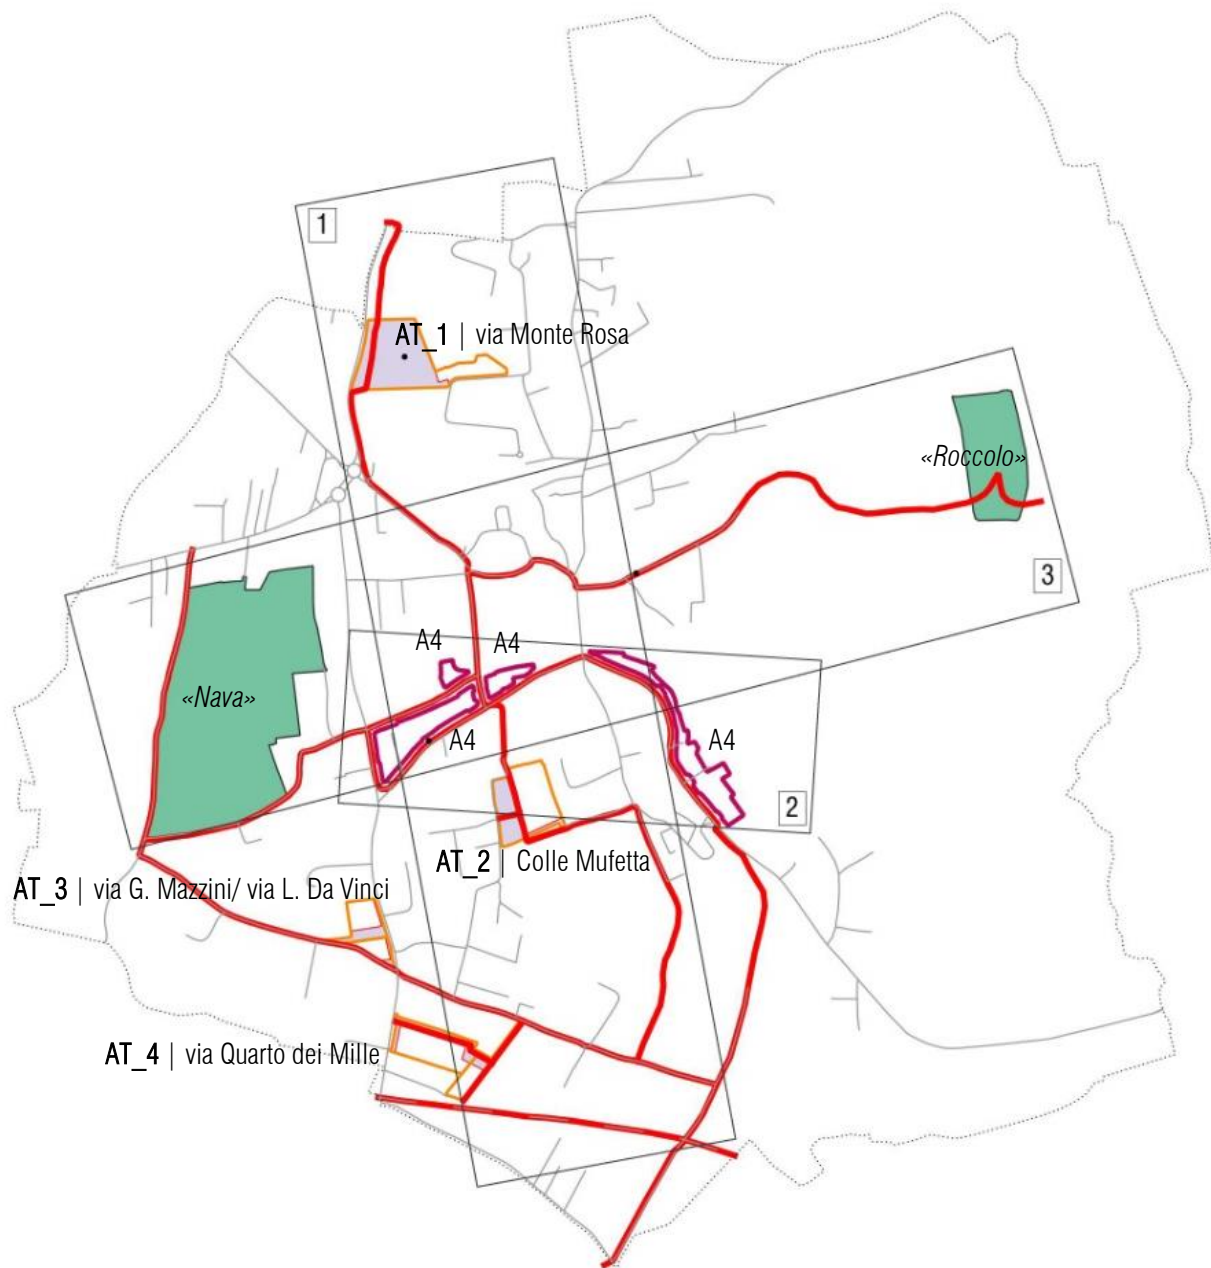 1
AT_1 | via Monte Rosa
«Roccolo»
3
A4
A4
«Nava»
A4
A4
2
AT_2 | Colle Mufetta
AT_3 | via G. Mazzini/ via L. Da Vinci
AT_4 | via Quarto dei Mille